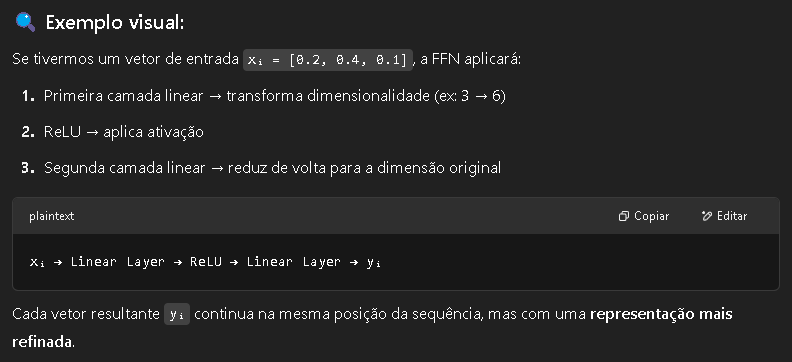 🔍 Exemplo visual:
Se tivermos um vetor de entrada xᵢ = [0.2, 0.4, 0.1], a FFN aplicará:
1. Primeira camada linear → transforma dimensionalidade (ex: 3 → 6)
2. ReLU → aplica ativação
3. Segunda camada linear → reduz de volta para a dimensão original
plaintext Copiar Editar
xᵢ → Linear Layer → ReLU → Linear Layer → yᵢ
Cada vetor resultante yᵢ continua na mesma posição da sequência, mas com uma representação mais
refinada.